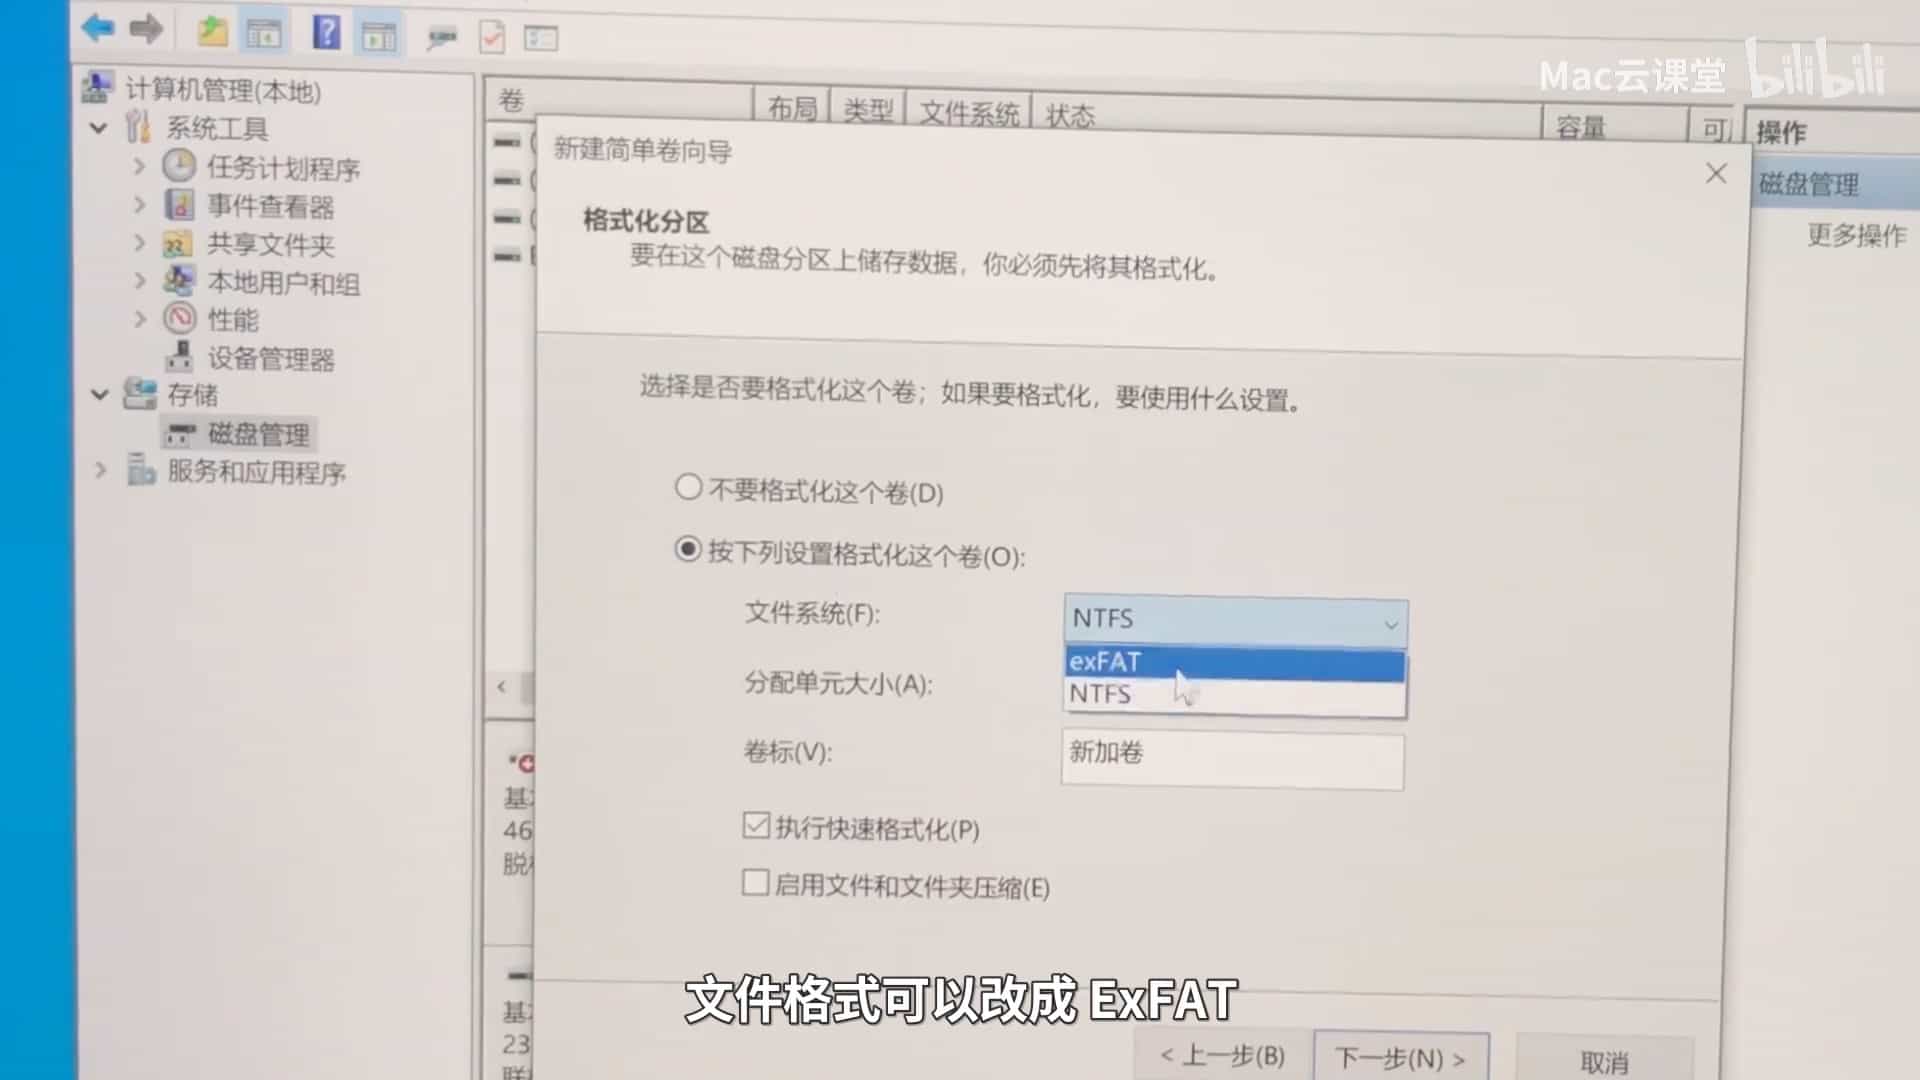 Mac云课堂 bilibili
计算机管理(本地)
系统工具
任务计划程序
事件查看器
共享文件夹
本地用户和组
性能
设备管理器
存储
磁盘管理
服务和应用程序
卷 布局 类型 文件系统 状态 容量
操作
磁盘管理
更多操作
新建简单卷向导
格式化分区
要在这个磁盘分区上储存数据，你必须先将其格式化。
选择是否要格式化这个卷；如果要格式化，要使用什么设置。
不要格式化这个卷(D)
按下列设置格式化这个卷(O):
文件系统(F): NTFS
exFAT
分配单元大小(A): NTFS
卷标(V): 新加卷
执行快速格式化(P)
启用文件和文件夹压缩(E)
46
23
文件格式可以改成 ExFAT
< 上一步(B) 下一步(N) > 取消